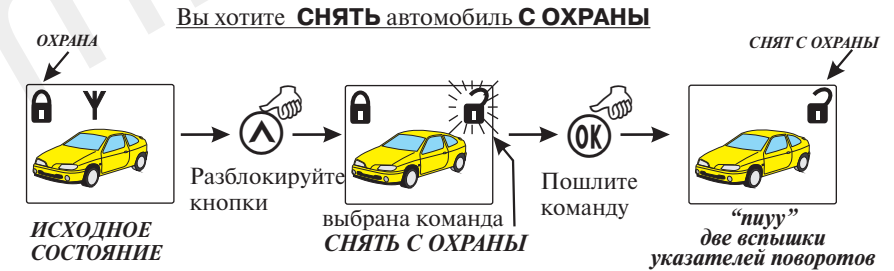 Вы хотите СНЯТЬ автомобиль С ОХРАНЫ
ОХРАНА
СНЯТ С ОХРАНЫ
OK
Разблокируйте
кнопки
Пошлите
команду
выбрана команда
СНЯТЬ С ОХРАНЫ
ИСХОДНОЕ
СОСТОЯНИЕ
“пиуу”
две вспышки
указателей поворотов